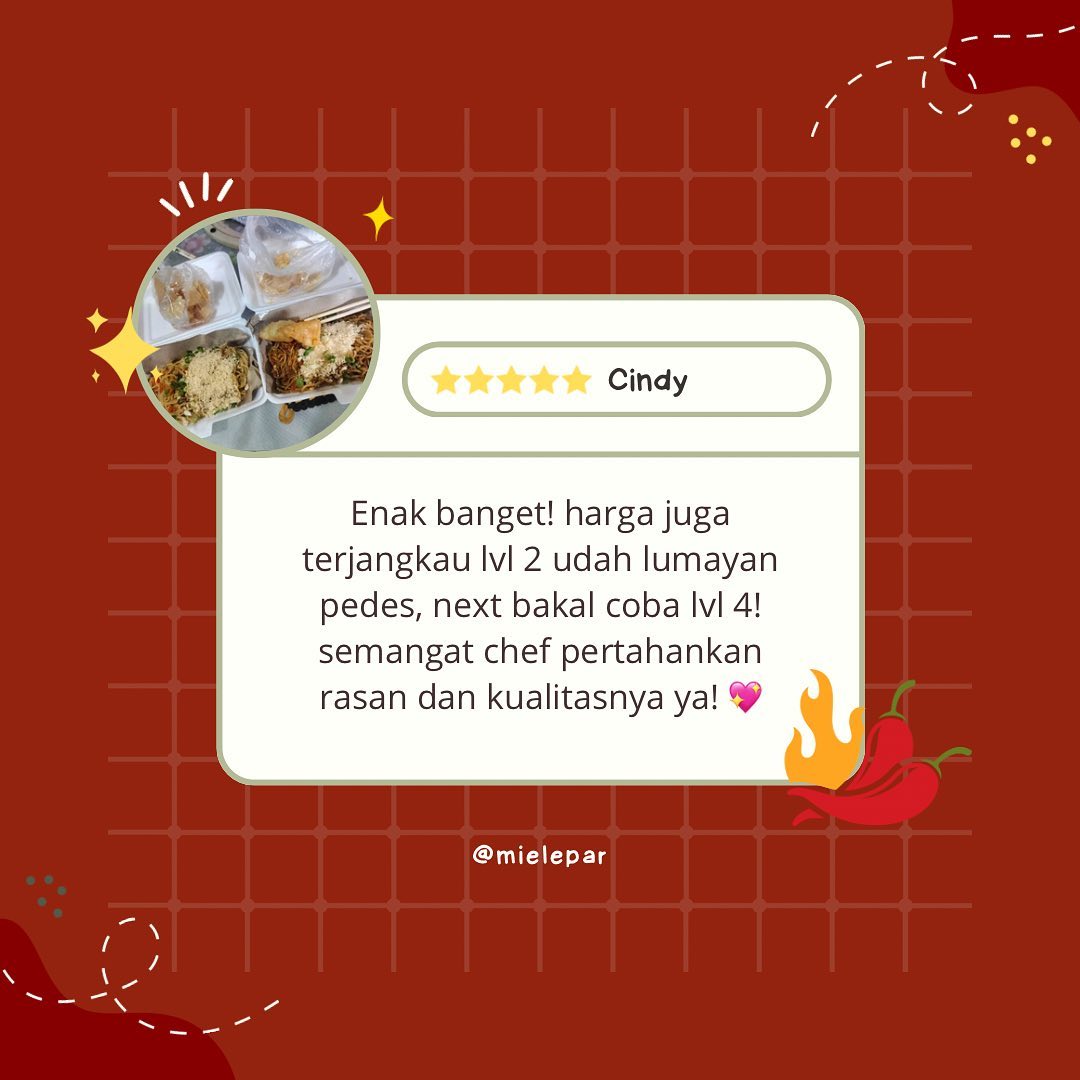 Cindy
Enak banget! harga juga
terjangkau lvl 2 udah lumayan
pedes, next bakal coba lvl 4!
semangat chef pertahankan
rasan dan kualitasnya ya! 💖
@mielepar